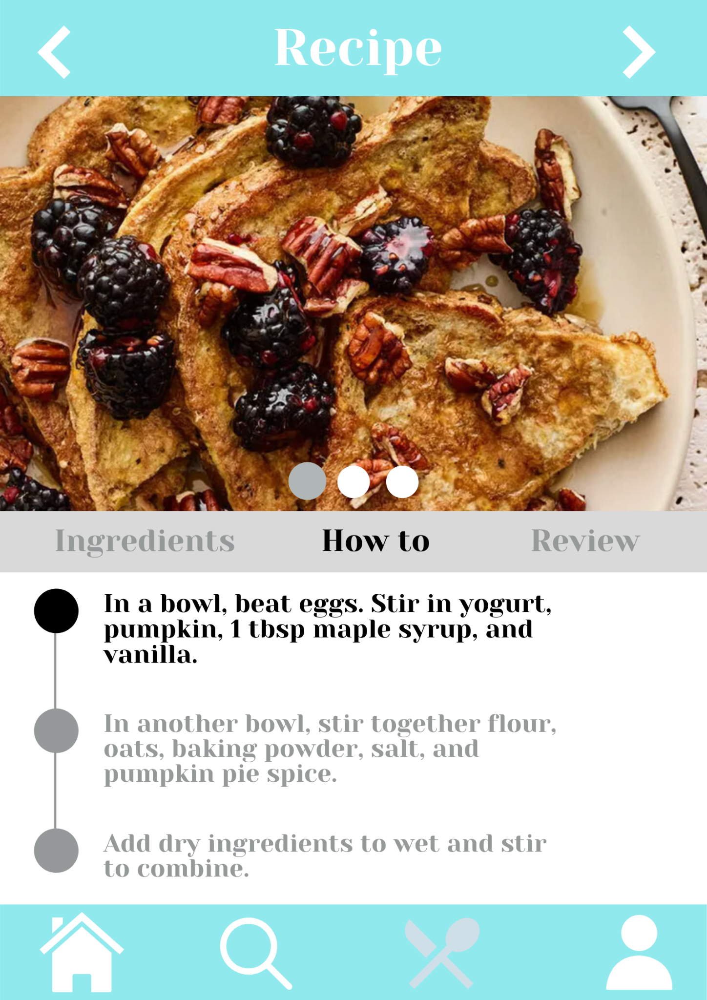 Recipe
Ingredients
How to
Review
In a bowl, beat eggs. Stir in yogurt,
pumpkin, 1 tbsp maple syrup, and
vanilla.
In another bowl, stir together flour,
oats, baking powder, salt, and
pumpkin pie spice.
Add dry ingredients to wet and stir
to combine.